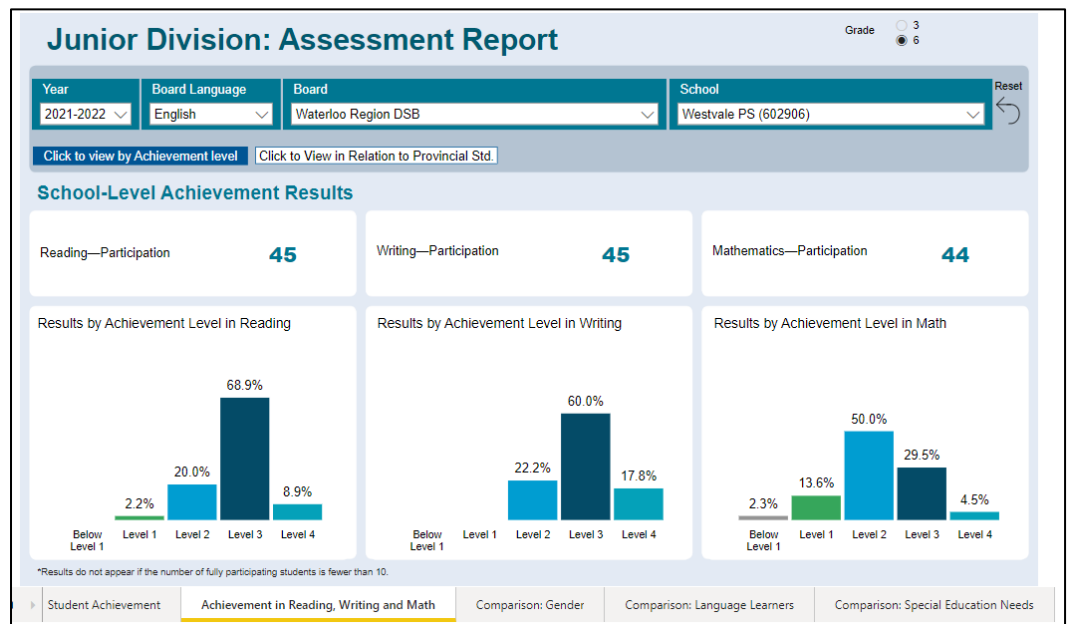 Junior Division: Assessment Report
Grade
3
6
Year
Board Language
Board
School
Reset
2021-2022
English
Waterloo Region DSB
Westvale PS (602906)
Click to view by Achievement level
Click to View in Relation to Provincial Std.
School-Level Achievement Results
Reading—Participation
45
Writing—Participation
45
Mathematics—Participation
44
Results by Achievement Level in Reading
68.9%
20.0%
8.9%
2.2%
Below
Level 1
Level 1
Level 2
Level 3
Level 4
Results by Achievement Level in Writing
60.0%
22.2%
17.8%
Below
Level 1
Level 1
Level 2
Level 3
Level 4
Results by Achievement Level in Math
50.0%
29.5%
13.6%
2.3%
4.5%
Below
Level 1
Level 1
Level 2
Level 3
Level 4
*Results do not appear if the number of fully participating students is fewer than 10.
Student Achievement
Achievement in Reading, Writing and Math
Comparison: Gender
Comparison: Language Learners
Comparison: Special Education Needs